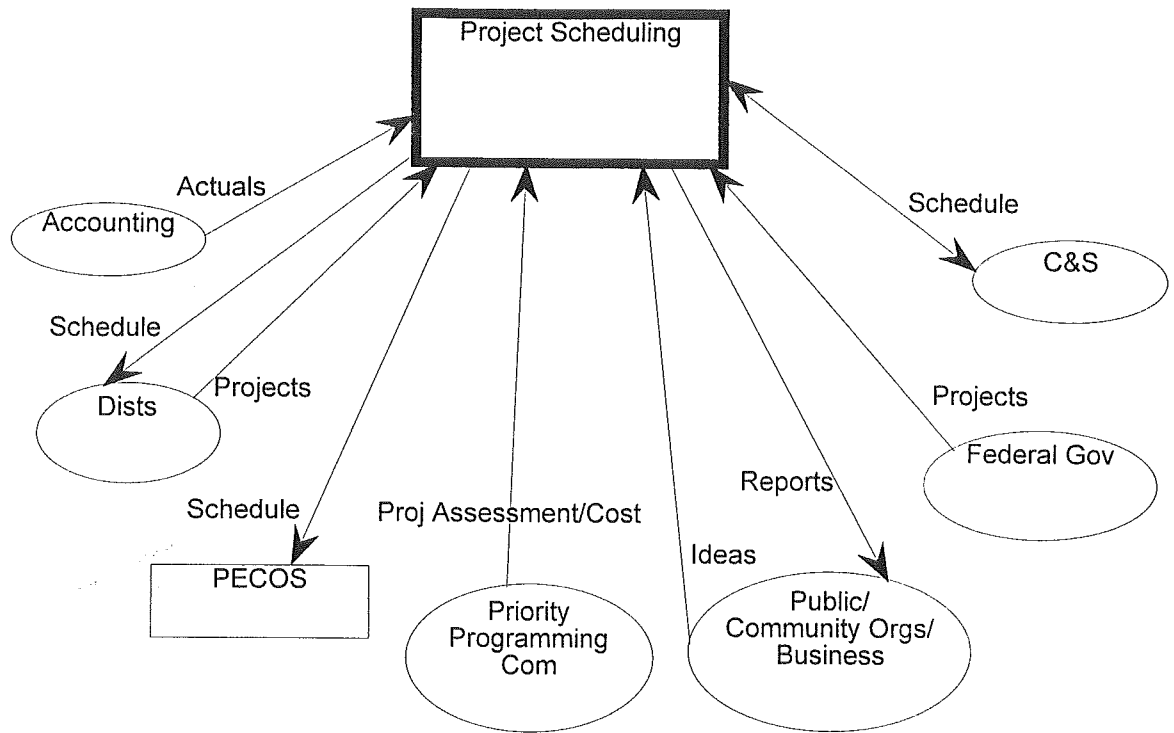 Project Scheduling
Actuals
Accounting
Schedule
C&S
Schedule
Dists
Projects
Projects
Federal Gov
Schedule
Proj Assessment/Cost
Reports
Ideas
PECOS
Priority
Programming
Com
Public/
Community Orgs/
Business